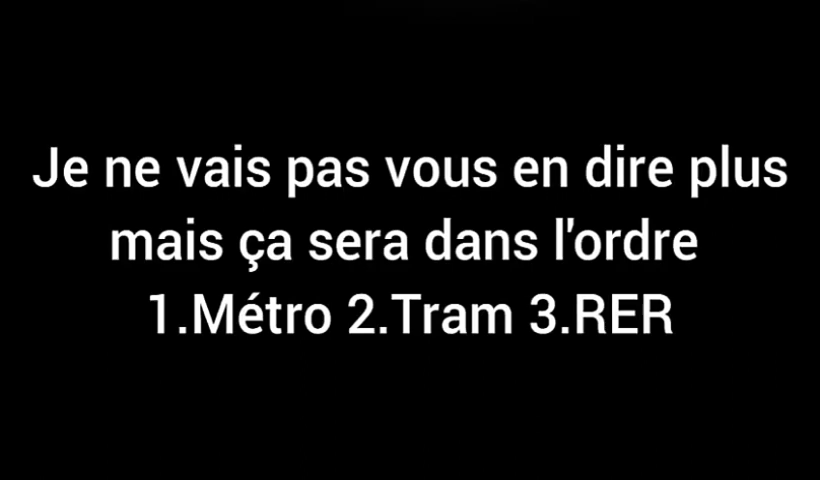 Je ne vais pas vous en dire plus
mais ça sera dans l'ordre
1.Métro 2.Tram 3.RER